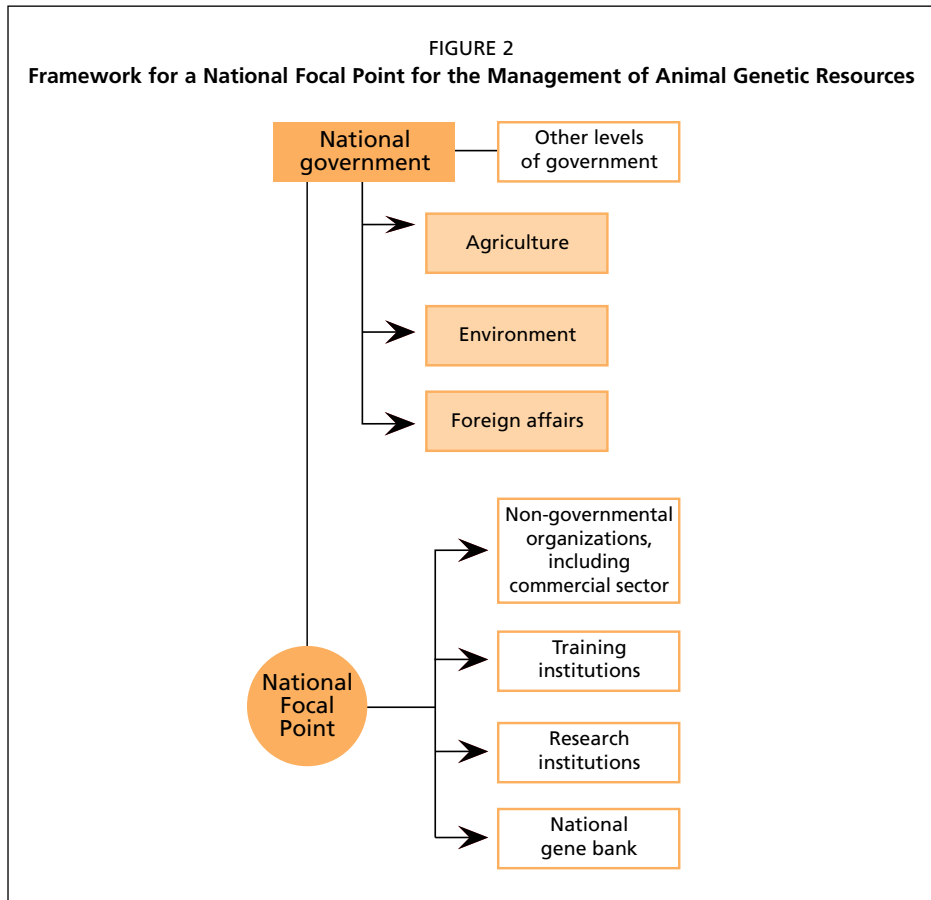 FIGURE 2
Framework for a National Focal Point for the Management of Animal Genetic Resources
National
government
Other levels
of government
Agriculture
Environment
Foreign affairs
Non-governmental
organizations,
including
commercial sector
Training
institutions
National
Focal
Point
Research
institutions
National
gene bank